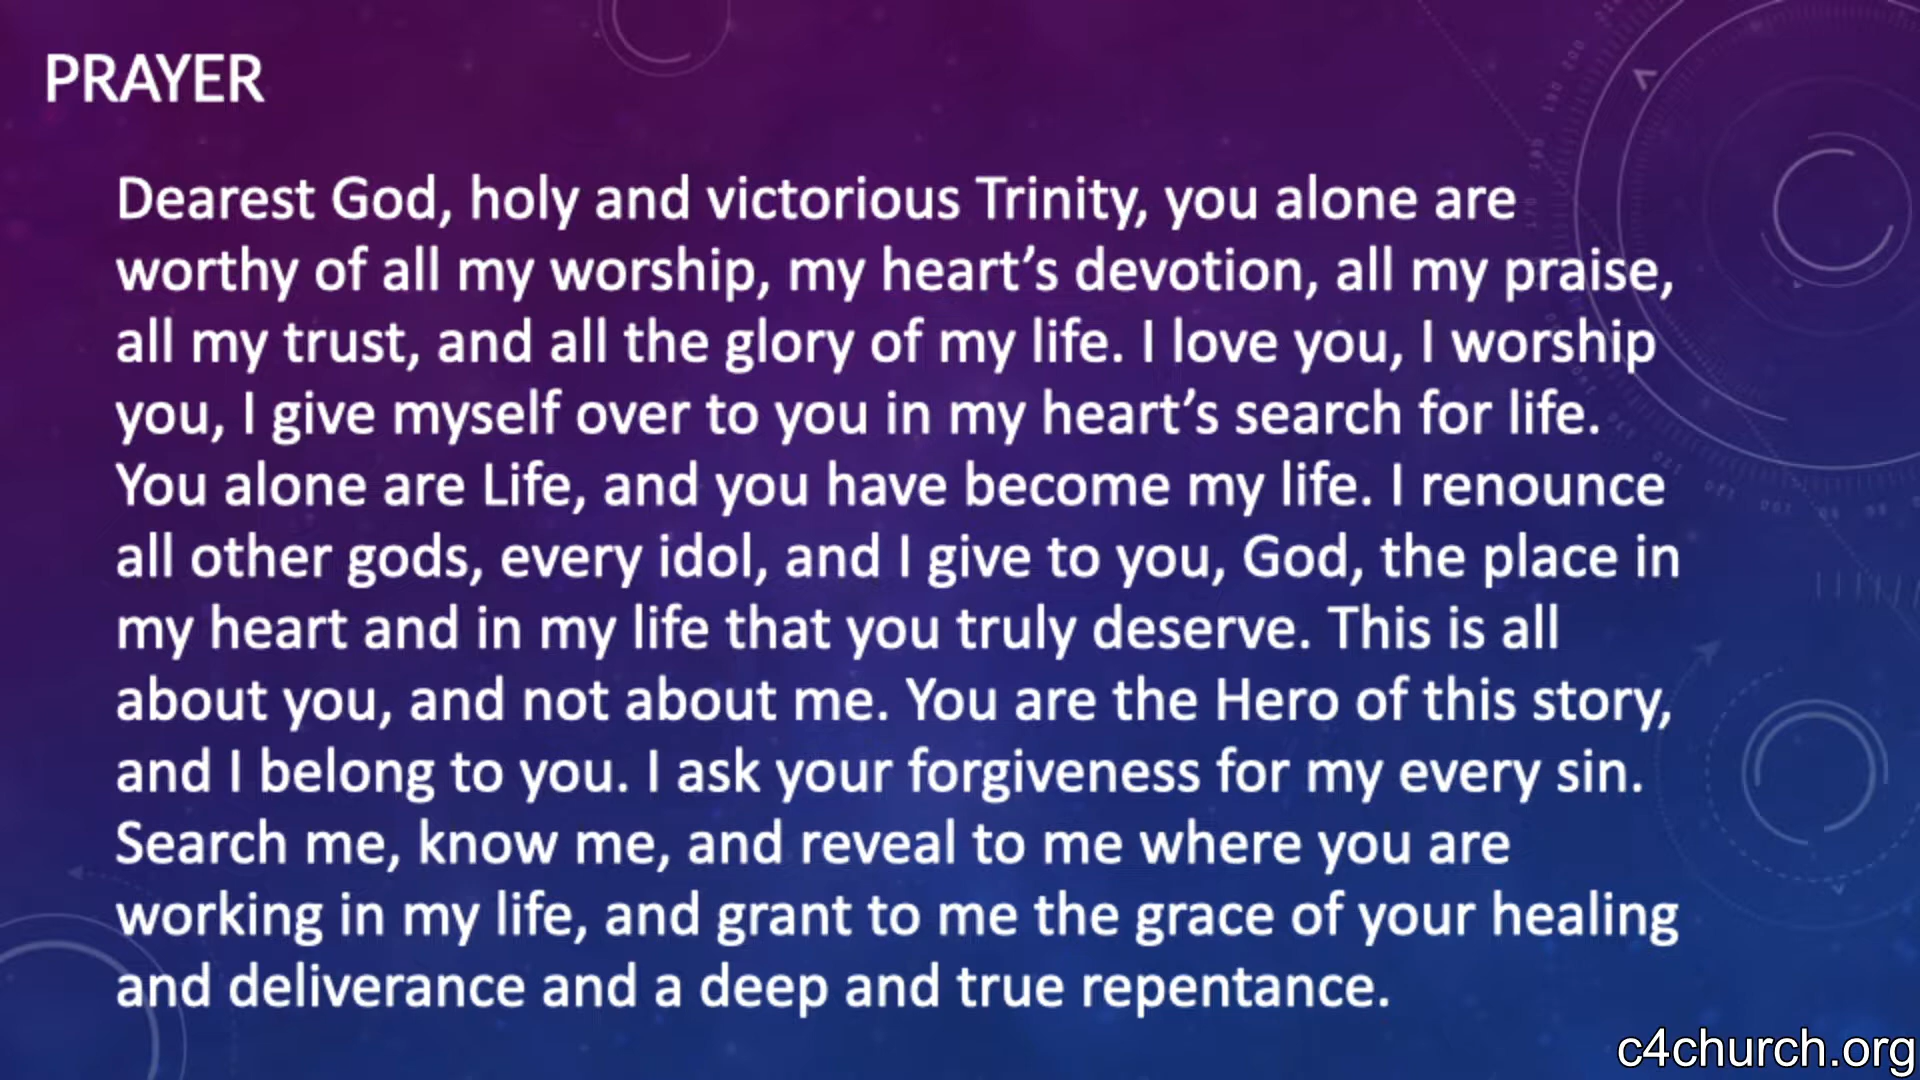 PRAYER
Dearest God, holy and victorious Trinity, you alone are
worthy of all my worship, my heart’s devotion, all my praise,
all my trust, and all the glory of my life. I love you, I worship
you, I give myself over to you in my heart’s search for life.
You alone are Life, and you have become my life. I renounce
all other gods, every idol, and I give to you, God, the place in
my heart and in my life that you truly deserve. This is all
about you, and not about me. You are the Hero of this story,
and I belong to you. I ask your forgiveness for my every sin.
Search me, know me, and reveal to me where you are
working in my life, and grant to me the grace of your healing
and deliverance and a deep and true repentance.
c4church.org